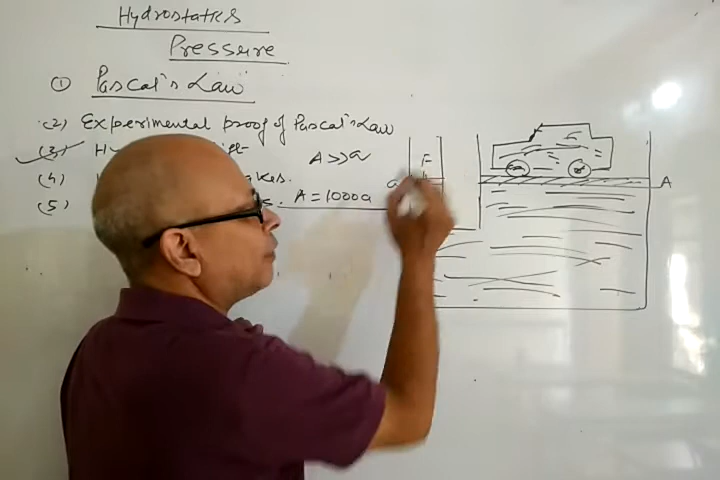 Hydrostatics
Pressure
① Pascal's Law
(2) Experimental proof of Pascal's Law
(3) H
A >> a
(4)
(5) A = 1000a
F
a
A